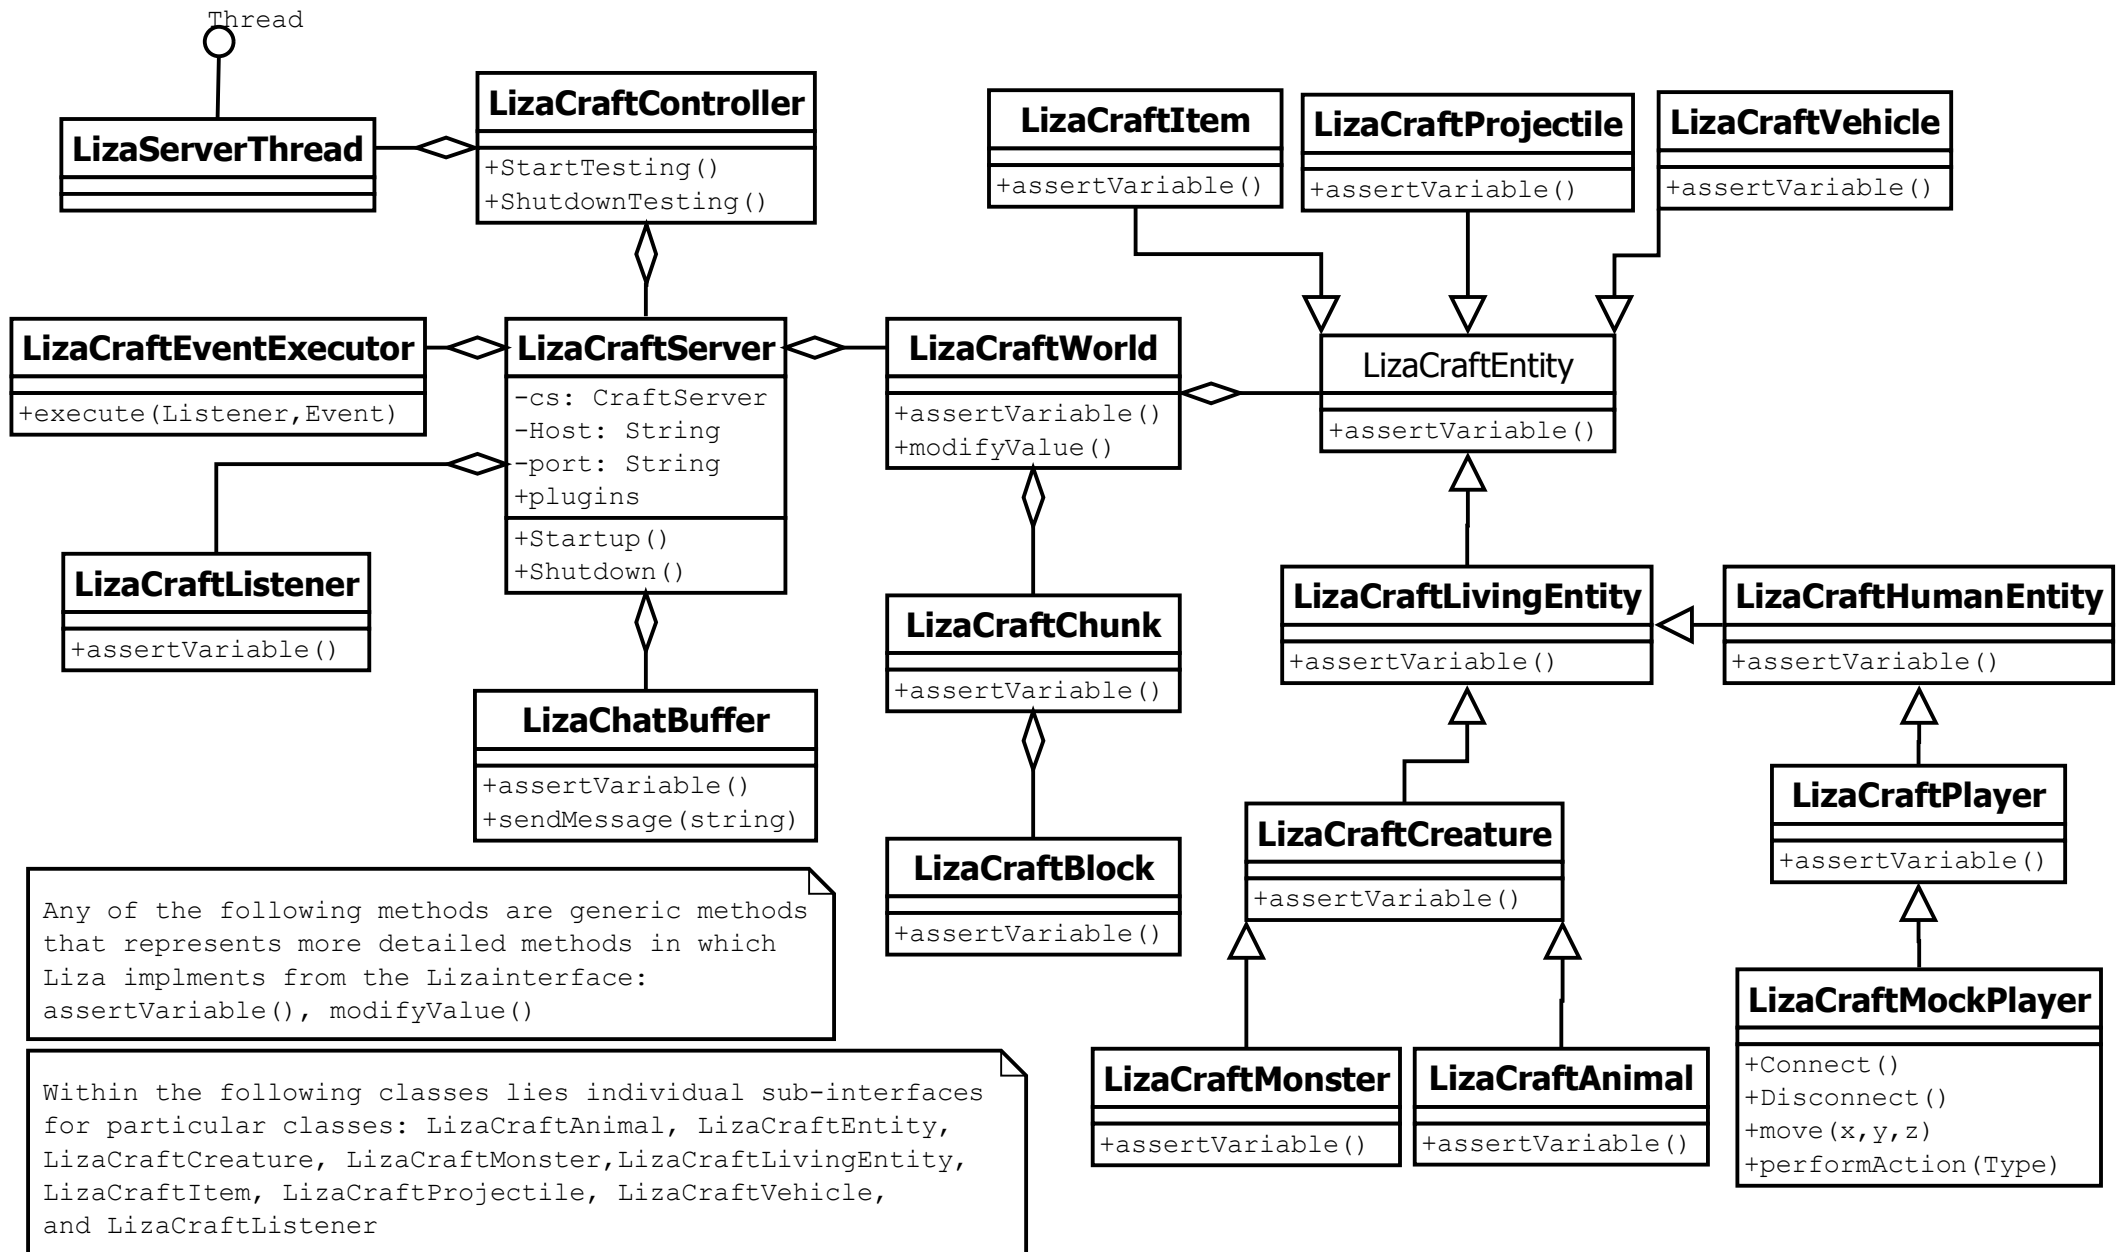 Thread
LizaServerThread
LizaCraftController
+StartTesting()
+ShutdownTesting()
LizaCraftItem
+assertVariable()
LizaCraftProjectile
+assertVariable()
LizaCraftVehicle
+assertVariable()
LizaCraftEventExecutor
+execute(Listener,Event)
LizaCraftServer
-cs: CraftServer
-Host: String
-port: String
+plugins
+Startup()
+Shutdown()
LizaCraftWorld
+assertVariable()
+modifyValue()
LizaCraftEntity
+assertVariable()
LizaCraftListener
+assertVariable()
LizaCraftChunk
+assertVariable()
LizaCraftLivingEntity
+assertVariable()
LizaCraftHumanEntity
+assertVariable()
LizaChatBuffer
+assertVariable()
+sendMessage(string)
LizaCraftBlock
+assertVariable()
LizaCraftCreature
+assertVariable()
LizaCraftPlayer
+assertVariable()
LizaCraftMonster
+assertVariable()
LizaCraftAnimal
+assertVariable()
LizaCraftMockPlayer
+Connect()
+Disconnect()
+move(x,y,z)
+performAction(Type)
Any of the following methods are generic methods
that represents more detailed methods in which
Liza implments from the Lizainterface:
assertVariable(), modifyValue()
Within the following classes lies individual sub-interfaces
for particular classes: LizaCraftAnimal, LizaCraftEntity,
LizaCraftCreature, LizaCraftMonster,LizaCraftLivingEntity,
LizaCraftItem, LizaCraftProjectile, LizaCraftVehicle,
and LizaCraftListener